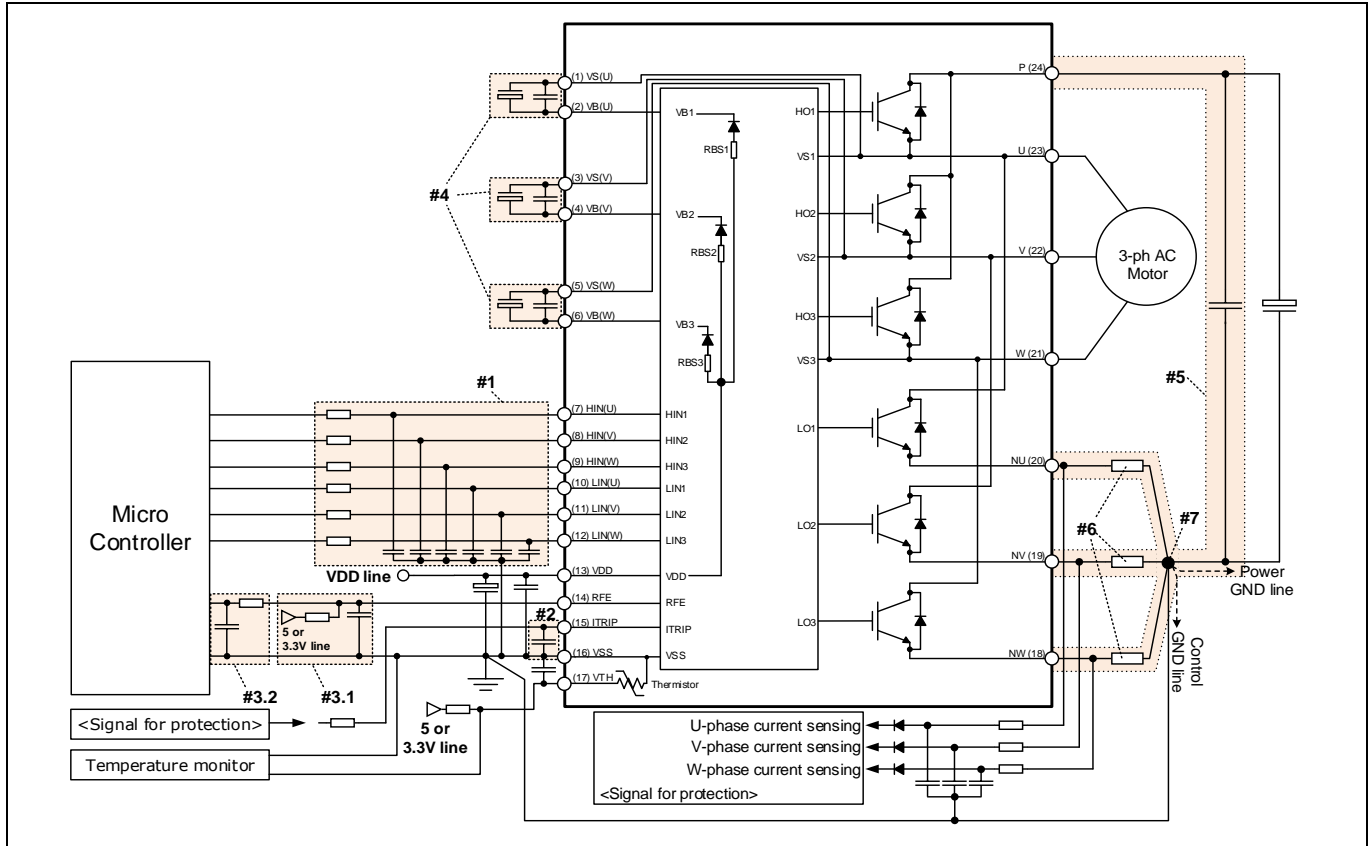 P (24)
(1) VS(U)
(2) VB(U)
VB1
HO1
RBS1
VS1
U (23)
#4
(3) VS(V)
(4) VB(V)
VB2
HO2
RBS2
VS2
V (22)
3-ph AC
Motor
(5) VS(W)
(6) VB(W)
VB3
HO3
RBS3
VS3
W (21)
#5
#1
(7) HIN(U)
HIN1
(8) HIN(V)
HIN2
(9) HIN(W)
HIN3
(10) LIN(U)
LIN1
(11) LIN(V)
LIN2
(12) LIN(W)
LIN3
LO1
NU (20)
Micro
Controller
LO2
#6
#7
NV (19)
VDD line
(13) VDD
VDD
Power
GND line
(14) RFE
RFE
#2
5 or
3.3V line
(15) ITRIP
ITRIP
LO3
Control
GND line
(16) VSS
VSS
NW (18)
#3.2
#3.1
(17) VTH
Thermistor
<Signal for protection>
5 or
3.3V line
Temperature monitor
U-phase current sensing
V-phase current sensing
W-phase current sensing
<Signal for protection>